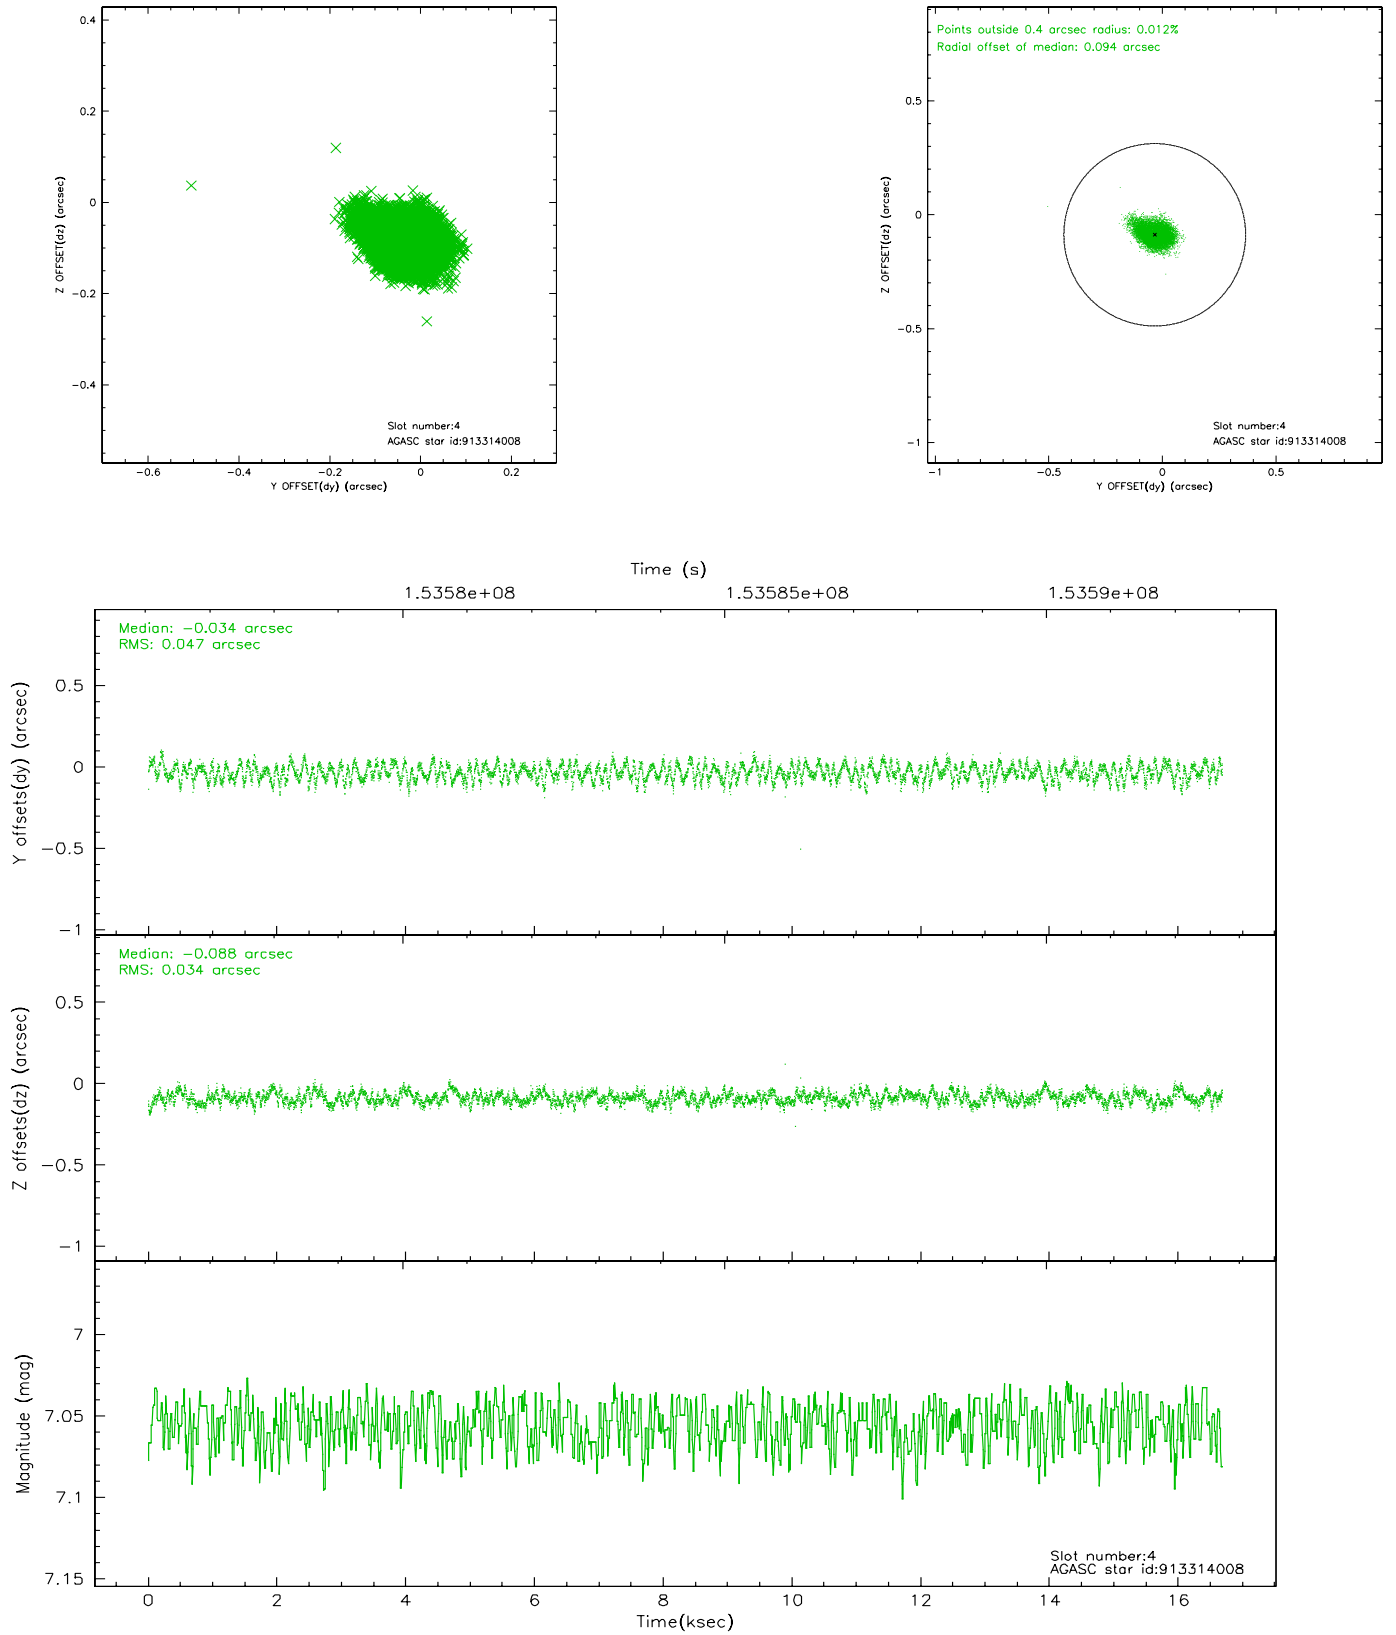 0.4
0.2
0
−0.2
−0.4
Z OFFSET(dz) (arcsec)
Slot number:4
AGASC star id:913314008
−0.6 −0.4 −0.2 0 0.2
Y OFFSET(dy) (arcsec)
Points outside 0.4 arcsec radius: 0.012%
Radial offset of median: 0.094 arcsec
0.5
0
−0.5
−1
Z OFFSET(dz) (arcsec)
Slot number:4
AGASC star id:913314008
−1 −0.5 0 0.5
Y OFFSET(dy) (arcsec)
Time (s)
1.5358e+08 1.53585e+08 1.5359e+08
Median: −0.034 arcsec
RMS: 0.047 arcsec
0.5
0
−0.5
−1
Y offsets(dy) (arcsec)
Median: −0.088 arcsec
RMS: 0.034 arcsec
0.5
0
−0.5
−1
Z offsets(dz) (arcsec)
7
7.05
7.1
7.15
Magnitude (mag)
Slot number:4
AGASC star id:913314008
0 2 4 6 8 10 12 14 16
Time(ksec)